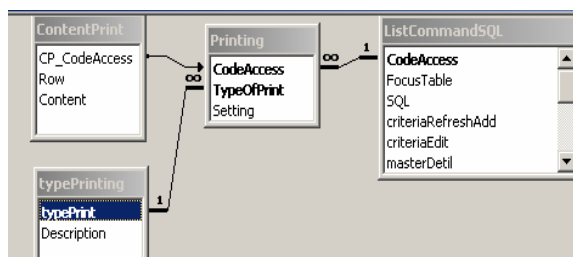 ContentPrint
CP_CodeAccess
Row
Content
Printing
CodeAccess
TypeOfPrint
Setting
ListCommandSQL
CodeAccess
FocusTable
SQL
criteriaRefreshAdd
criteriaEdit
masterDetil
typePrinting
typePrint
Description
∞
∞
1
1